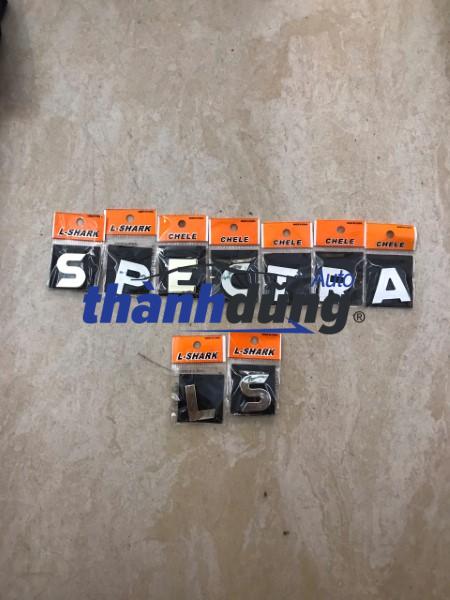 L-SHARK L-SHARK CHELE CHELE CHELE CHELE CHELE
S P E C T R A
Auto
thanhdung®
L-SHARK L-SHARK
L S